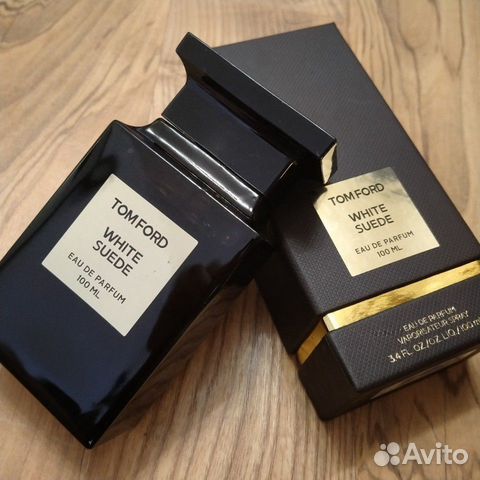 TOM FORD
WHITE
SUEDE
EAU DE PARFUM
100 ML
TOM FORD
WHITE
SUEDE
EAU DE PARFUM
100 ML
EAU DE PARFUM
VAPORISATEUR SPRAY
3.4 FL.OZ/OZ LIQ/100 ml
Avito